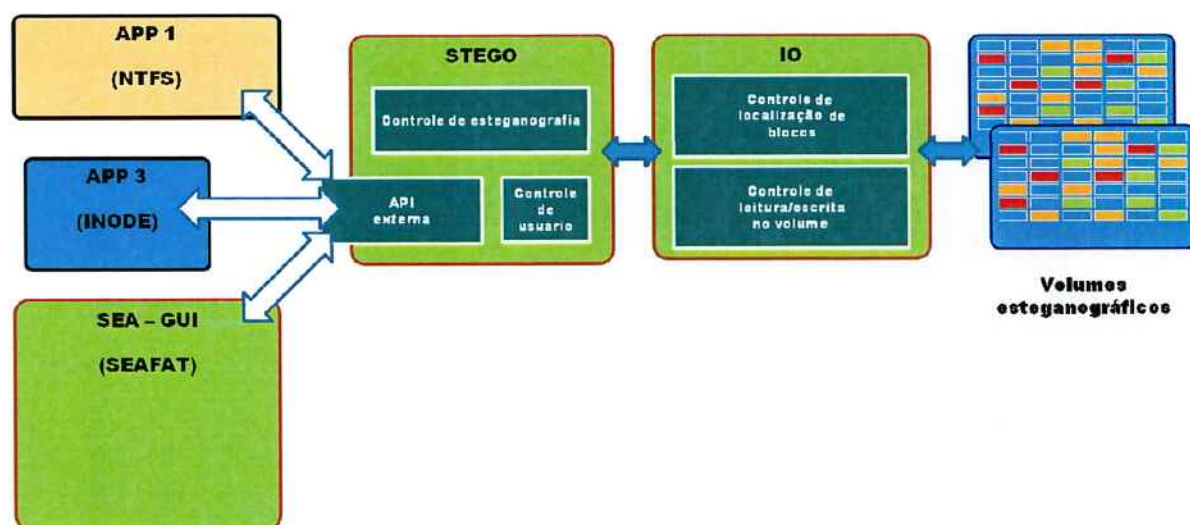 APP 1
(NTFS)
APP 3
(INODE)
SEA – GUI
(SEAFAT)
STEGO
Controle de esteganografia
API
externa
Controle
de
usuario
IO
Controle de
localização de
blocos
Controle de
leitura/escrita
no volume
Volumes
esteganográficos